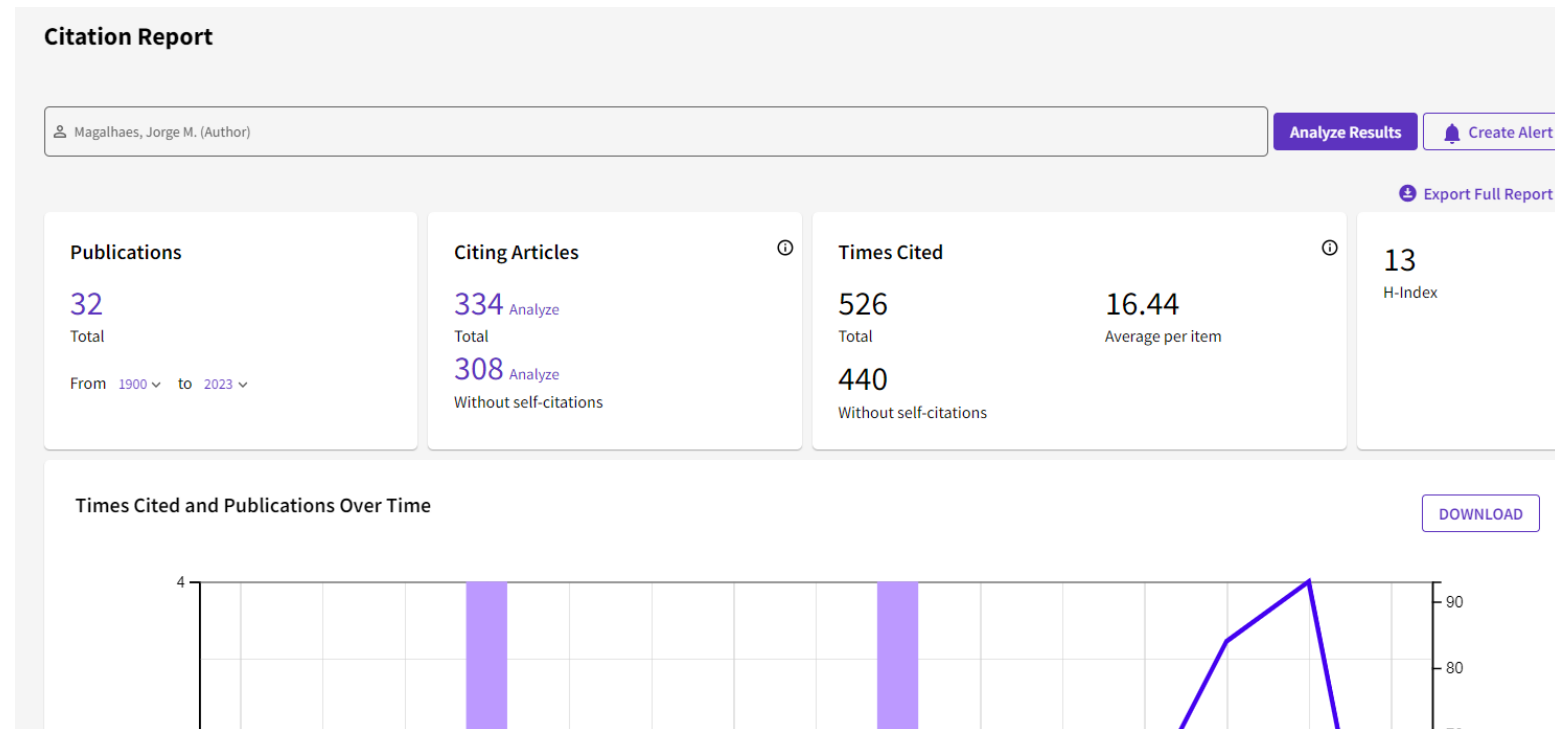 Citation Report
Magalhaes, Jorge M. (Author)
Analyze Results
Create Alert
Export Full Report
Publications
32
Total
From 1900 to 2023
Citing Articles
334 Analyze
Total
308 Analyze
Without self-citations
Times Cited
526
Total
440
Without self-citations
16.44
Average per item
13
H-Index
Times Cited and Publications Over Time
DOWNLOAD
4
90
80